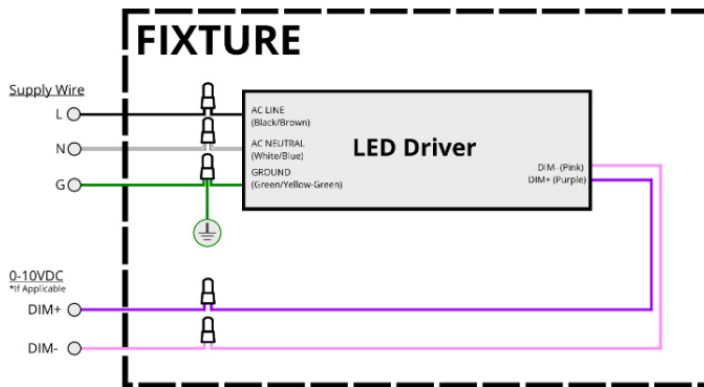 FIXTURE
Supply Wire
L
N
G
AC LINE
(Black/Brown)
AC NEUTRAL
(White/Blue)
GROUND
(Green/Yellow-Green)
LED Driver
DIM- (Pink)
DIM+ (Purple)
0-10VDC
*If Applicable
DIM+
DIM-